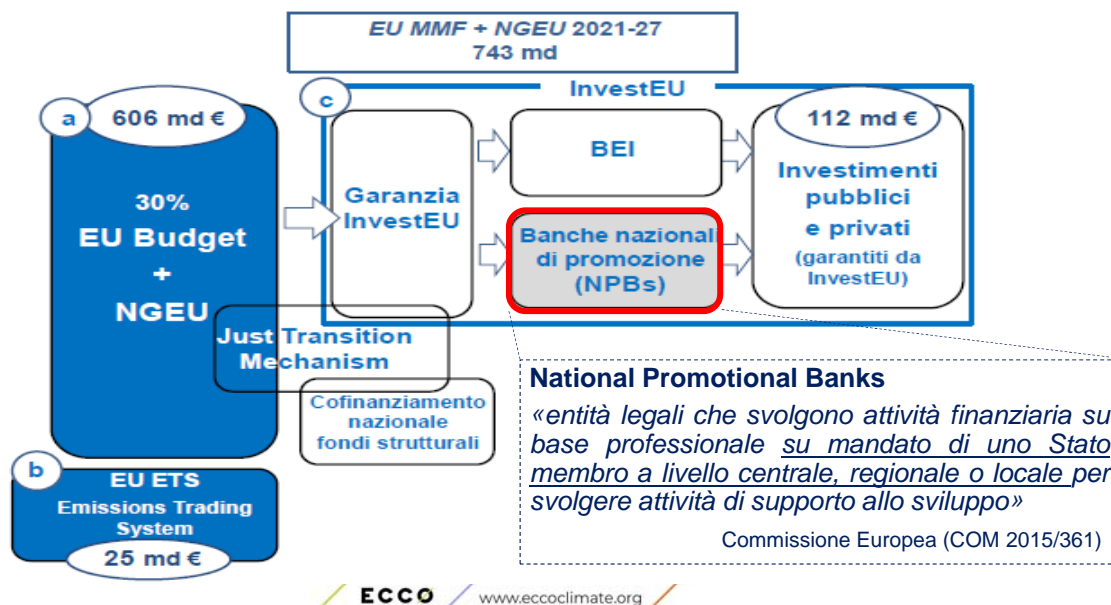 EU MMF + NGEU 2021-27
743 md
InvestEU
a
606 md €
30%
EU Budget
+
NGEU
c
Garanzia
InvestEU
BEI
Banche nazionali
di promozione
(NPBs)
112 md €
Investimenti
pubblici
e privati
(garantiti da
InvestEU)
Just Transition
Mechanism
Cofinanziamento
nazionale
fondi strutturali
b
EU ETS
Emissions Trading
System
25 md €
National Promotional Banks
«entità legali che svolgono attività finanziaria su
base professionale su mandato di uno Stato
membro a livello centrale, regionale o locale per
svolgere attività di supporto allo sviluppo»
Commissione Europea (COM 2015/361)
ECCO
www.eccoclimate.org